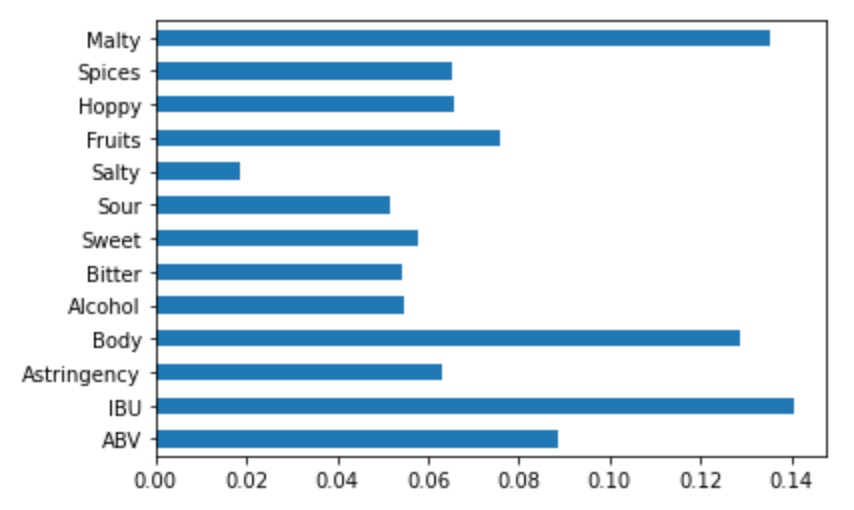 Malty
Spices
Hoppy
Fruits
Salty
Sour
Sweet
Bitter
Alcohol
Body
Astringency
IBU
ABV
0.00 0.02 0.04 0.06 0.08 0.10 0.12 0.14